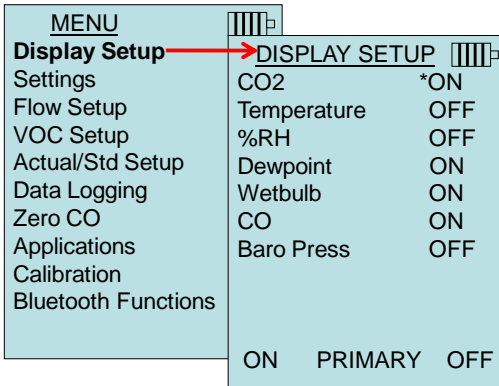 MENU
Display Setup
Settings
Flow Setup
VOC Setup
Actual/Std Setup
Data Logging
Zero CO
Applications
Calibration
Bluetooth Functions
DISPLAY SETUP
CO2 *ON
Temperature OFF
%RH OFF
Dewpoint ON
Wetbulb ON
CO ON
Baro Press OFF
ON PRIMARY OFF